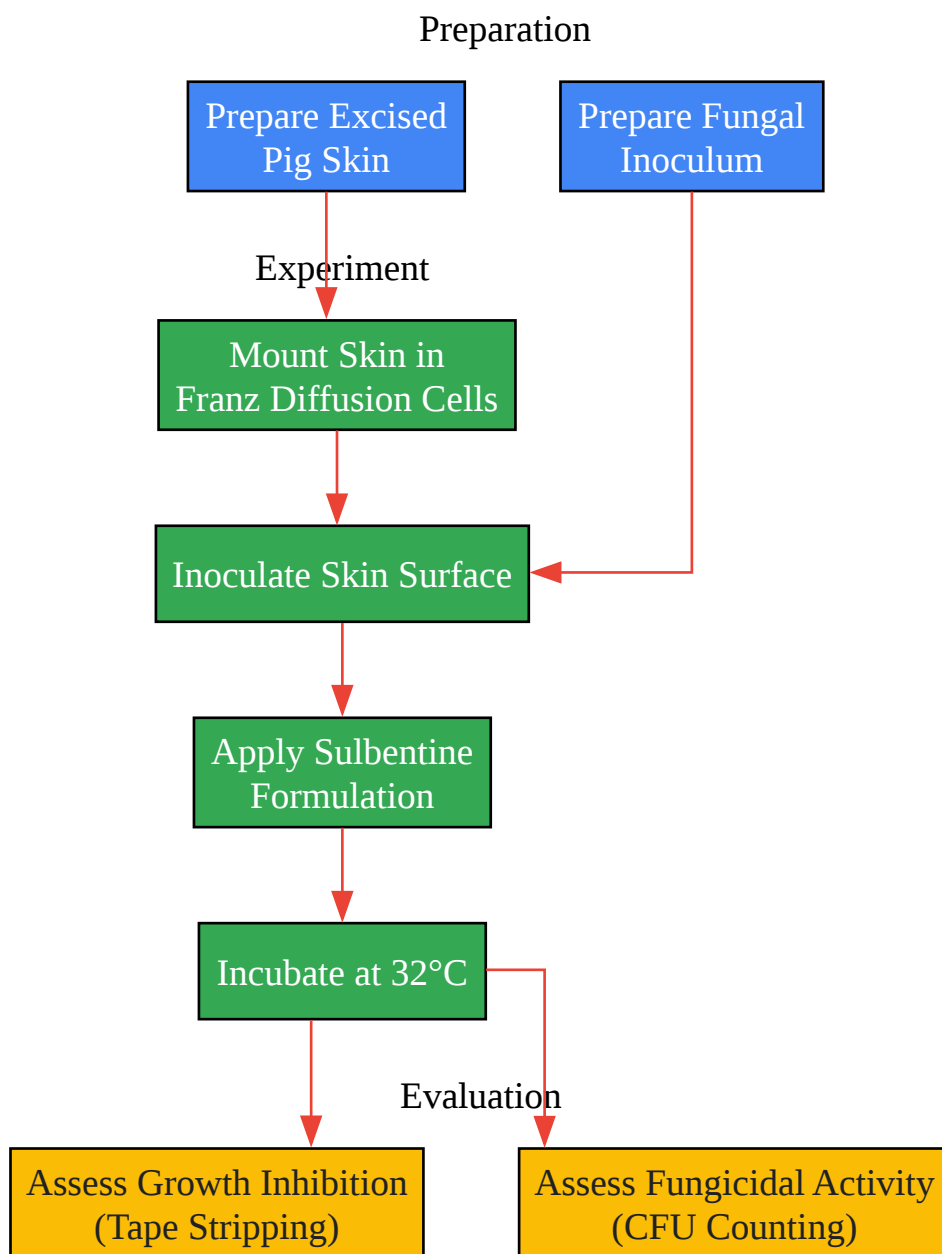 Preparation
Prepare Excised
Pig Skin
Prepare Fungal
Inoculum
Experiment
Mount Skin in
Franz Diffusion Cells
Inoculate Skin Surface
Apply Sulbentine
Formulation
Incubate at 32°C
Evaluation
Assess Growth Inhibition
(Tape Stripping)
Assess Fungicidal Activity
(CFU Counting)